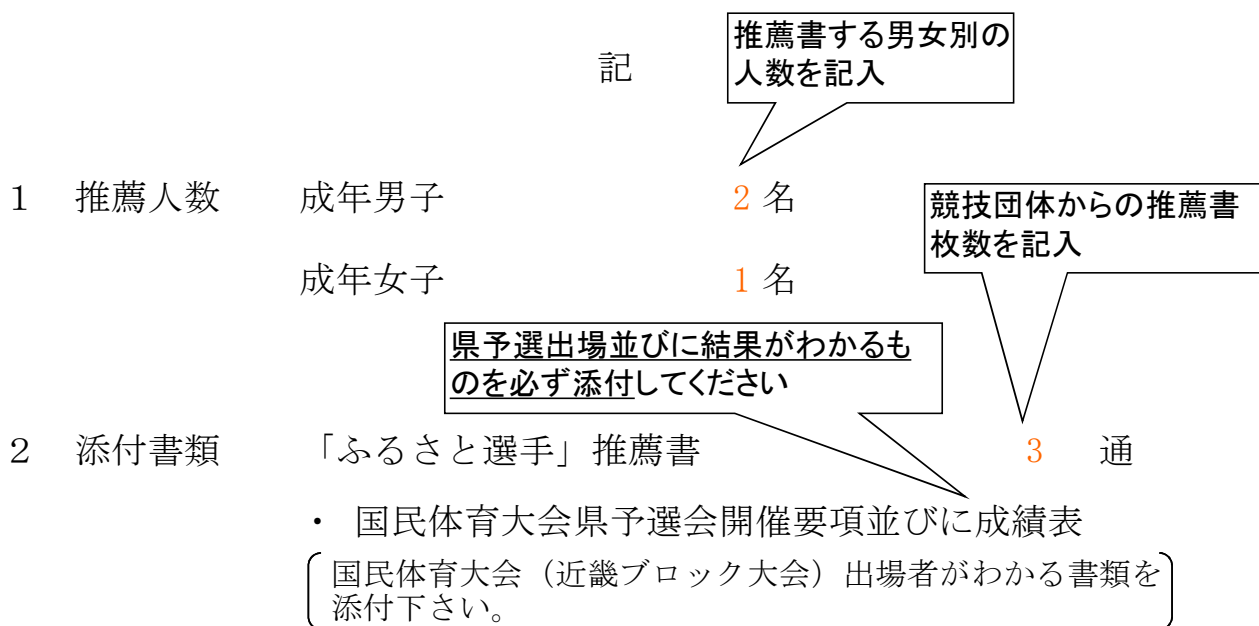 推薦書する男女別の
人数を記入
記
1 推薦人数 成年男子 2 名
競技団体からの推薦書
枚数を記入
成年女子 1 名
県予選出場並びに結果がわかるも
のを必ず添付してください
2 添付書類 「ふるさと選手」推薦書 3 通
・ 国民体育大会県予選会開催要項並びに成績表
国民体育大会（近畿ブロック大会）出場者がわかる書類を
添付下さい。